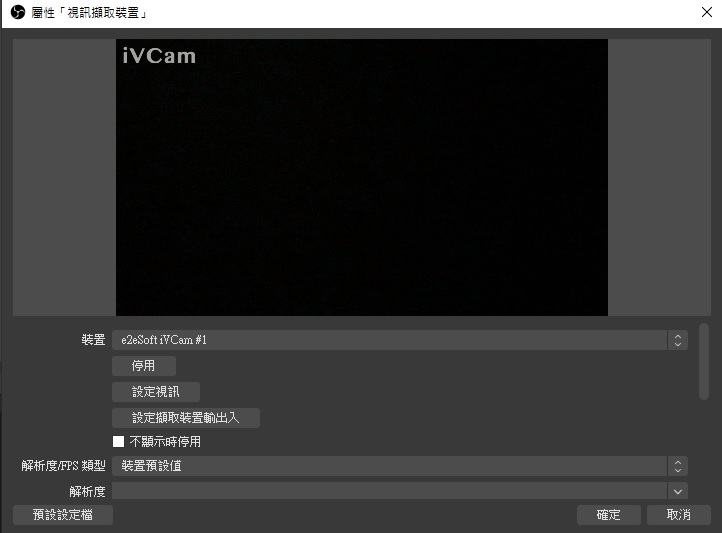 屬性「視訊擷取裝置」
iVCam
裝置 e2eSoft iVCam #1
停用
設定視訊
設定擷取裝置輸出入
不顯示時停用
解析度/FPS 類型 裝置預設值
解析度
預設設定檔 確定 取消